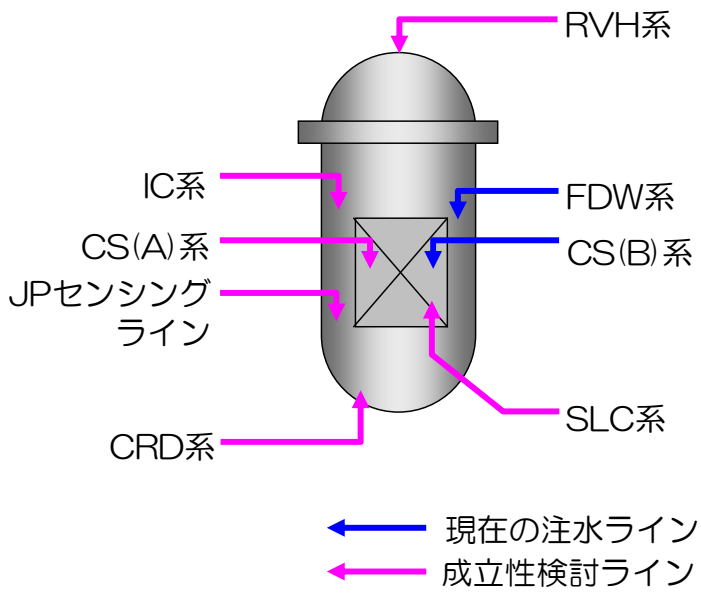 RVH系
IC系
FDW系
CS(A)系
CS(B)系
JPセンシング
ライン
SLC系
CRD系
現在の注水ライン
成立性検討ライン